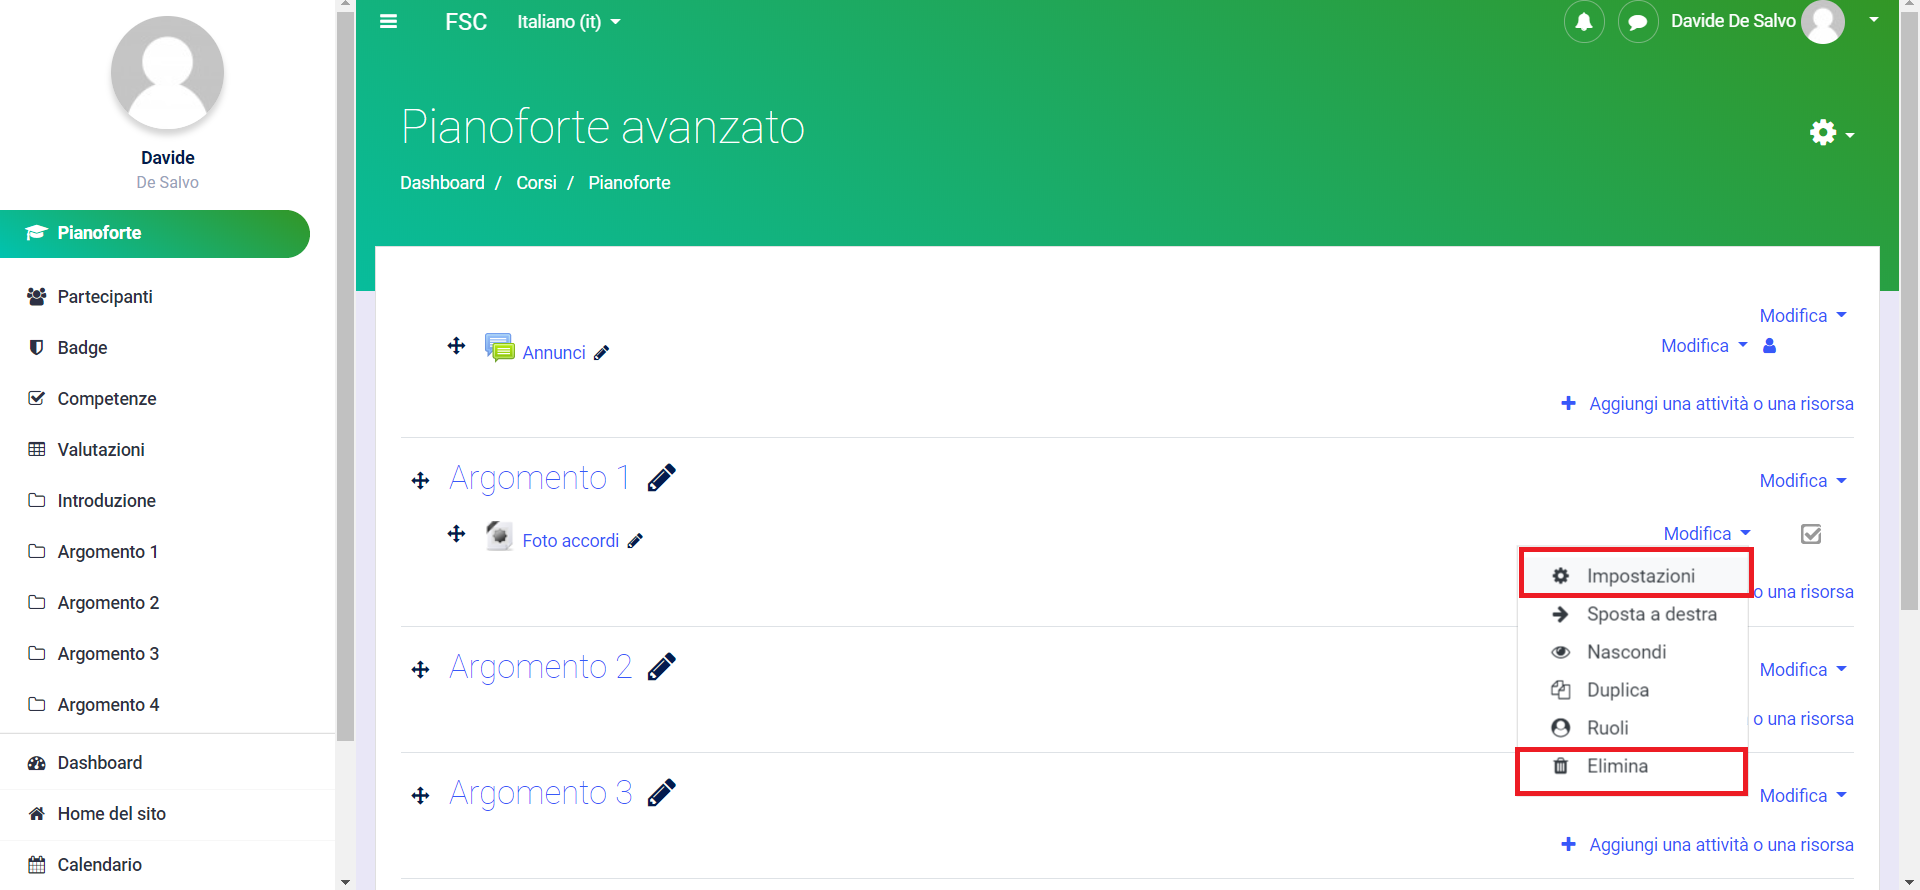 Davide
De Salvo
Pianoforte
Partecipanti
Badge
Competenze
Valutazioni
Introduzione
Argomento 1
Argomento 2
Argomento 3
Argomento 4
Dashboard
Home del sito
Calendario
FSC Italiano (it)
Davide De Salvo
Pianoforte avanzato
Dashboard / Corsi / Pianoforte
Modifica
Annunci Modifica
+ Aggiungi una attività o una risorsa
Argomento 1 Modifica
Foto accordi Modifica
Impostazioni
o una risorsa
Sposta a destra
Nascondi
Duplica
Ruoli
Elimina
Argomento 2 Modifica
o una risorsa
Argomento 3 Modifica
+ Aggiungi una attività o una risorsa